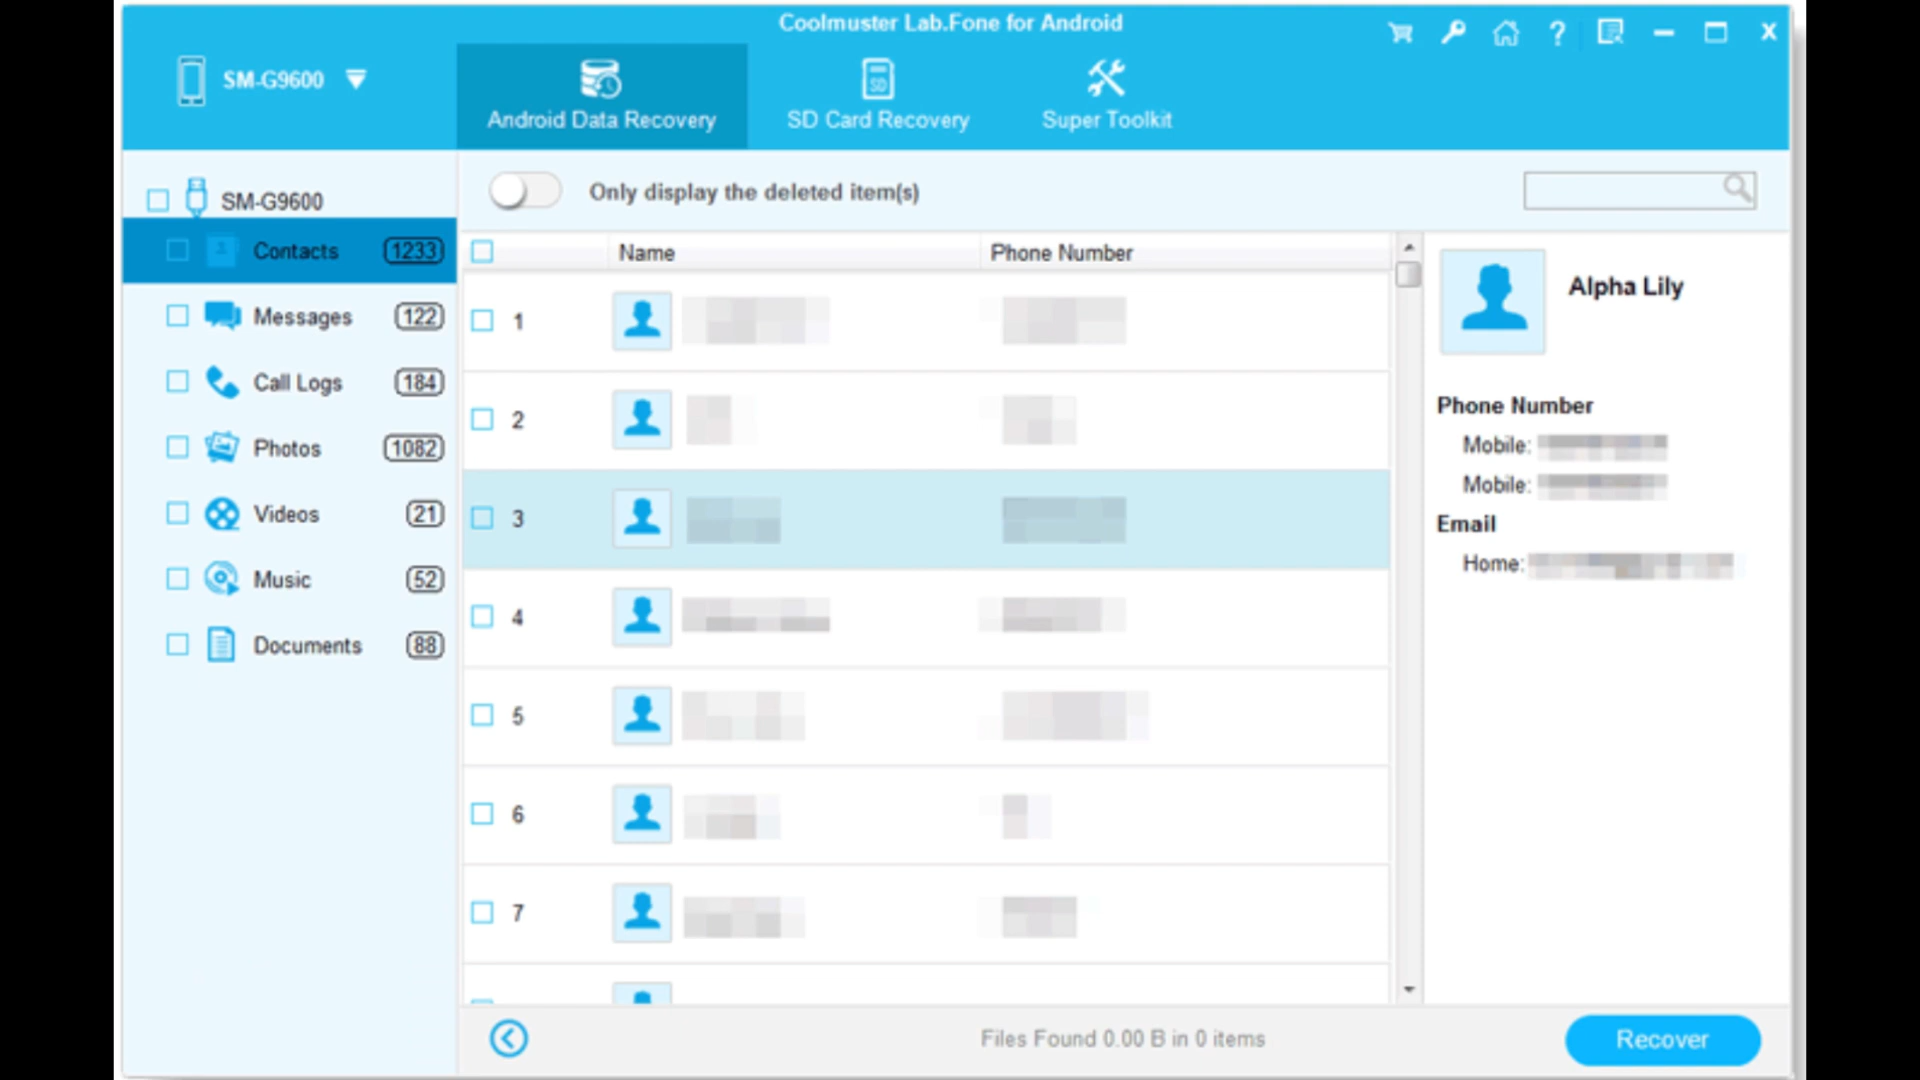 Coolmuster Lab.Fone for Android
SM-G9600
Android Data Recovery
SD
SD Card Recovery
Super Toolkit
?
SM-G9600
Only display the deleted item(s)
Contacts 1233
Messages 122
Call Logs 184
Photos 1082
Videos 21
Music 52
Documents 88
Name Phone Number
1
2
3
4
5
6
7
Alpha Lily
Phone Number
Mobile:
Mobile:
Email
Home:
Files Found 0.00 B in 0 items
Recover